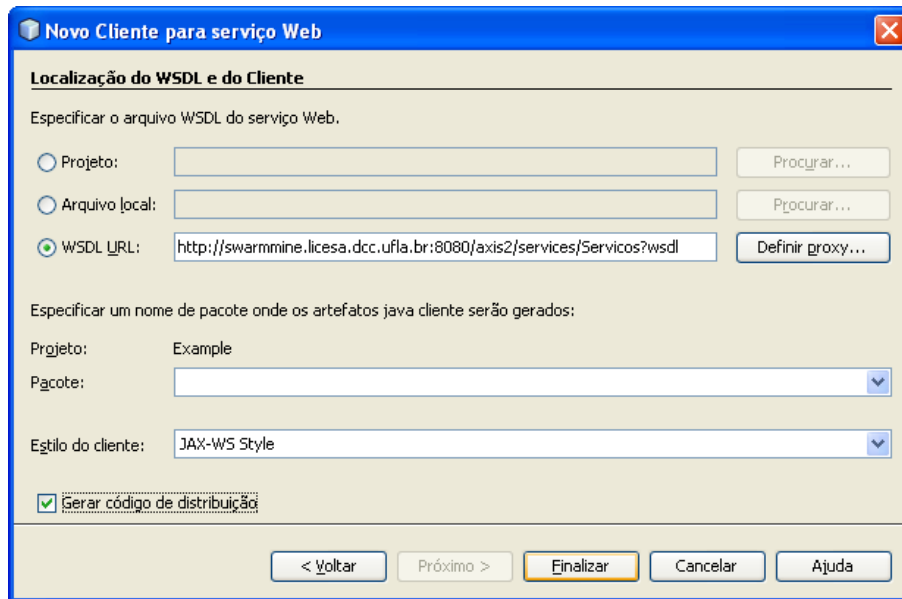 Novo Cliente para serviço Web
Localização do WSDL e do Cliente
Especificar o arquivo WSDL do serviço Web.
Projeto: Procurar...
Arquivo local: Procurar...
WSDL URL: http://swarmmine.licesa.dcc.ufla.br:8080/axis2/services/Servicos?wsdl Definir proxy...
Especificar um nome de pacote onde os artefatos java cliente serão gerados:
Projeto: Example
Pacote:
Estilo do cliente: JAX-WS Style
Gerar código de distribuição
< Voltar Próximo > Finalizar Cancelar Ajuda